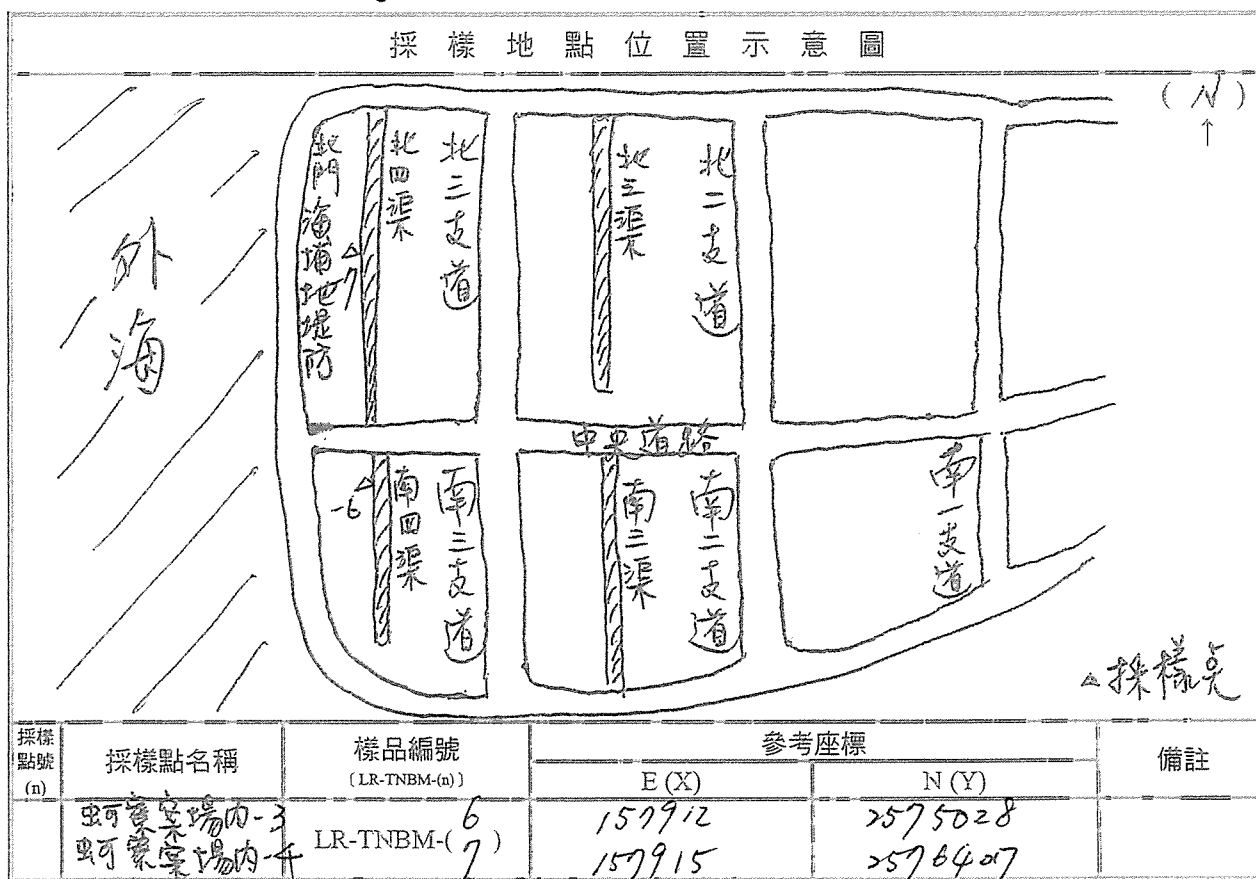 採樣地點位置示意圖
(N)
↑
外海
北門海埔地堤防
北四渠
北三支道
北三渠
北二支道
△-7
中央道路
△-6
南四渠
南三支道
南三渠
南二支道
南一支道
△採樣点
採樣點號(n) 採樣點名稱 樣品編號 參考座標 備註
(LR-TNBM-(n)) E (X) N (Y)
蚵寮案場內-3 LR-TNBM-(6) 157912 2575028
蚵寮案場內-4 LR-TNBM-(7) 157915 2576407